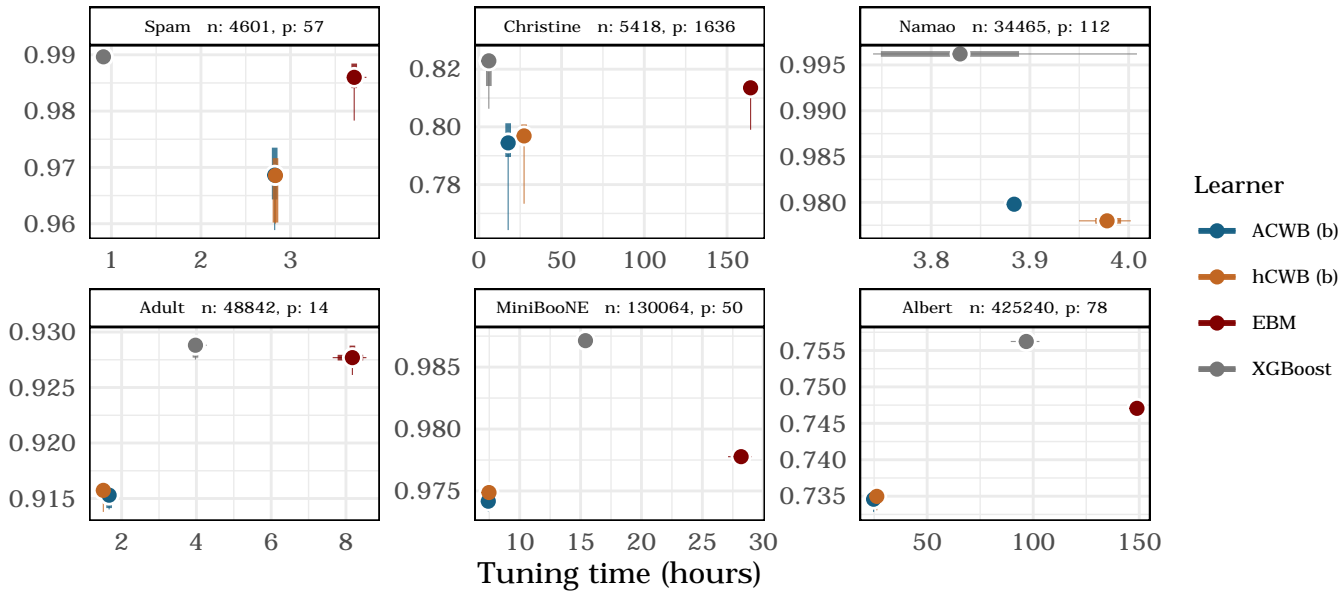 Spam n: 4601, p: 57
0.99
0.98
0.97
0.96
1 2 3
Christine n: 5418, p: 1636
0.82
0.80
0.78
0 50 100 150
Namao n: 34465, p: 112
0.995
0.990
0.985
0.980
3.8 3.9 4.0
Adult n: 48842, p: 14
0.930
0.925
0.920
0.915
2 4 6 8
MiniBooNE n: 130064, p: 50
0.985
0.980
0.975
10 15 20 25 30
Albert n: 425240, p: 78
0.755
0.750
0.745
0.740
0.735
50 100 150
Tuning time (hours)
Learner
ACWB (b)
hCWB (b)
EBM
XGBoost